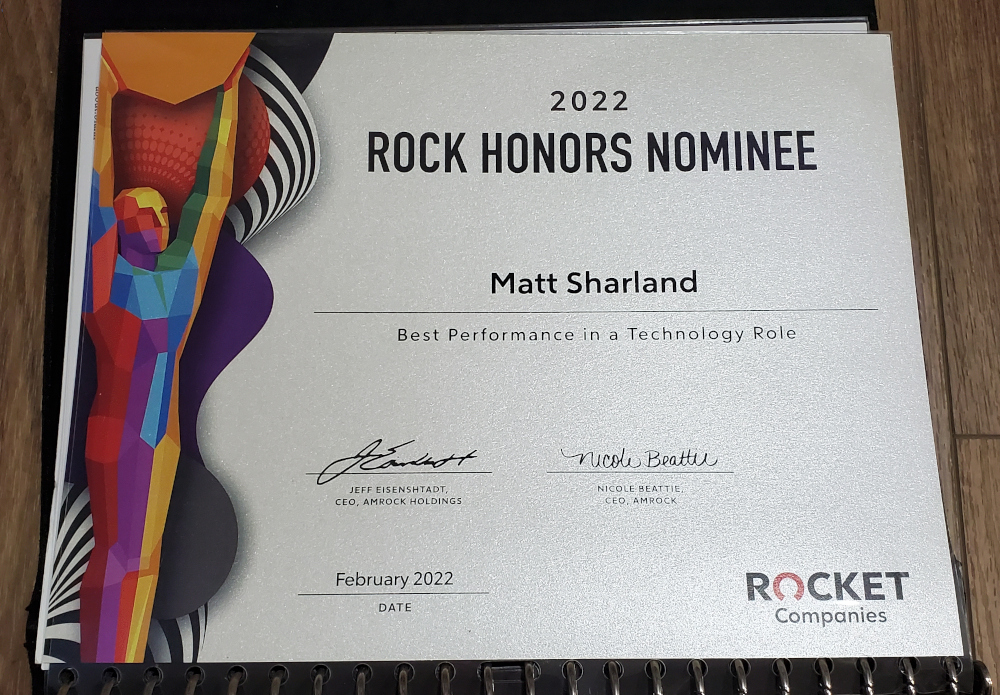 2022
ROCK HONORS NOMINEE
Matt Sharland
Best Performance in a Technology Role
Nicole Beattie
JEFF EISENSHTADT,
CEO, AMROCK HOLDINGS
NICOLE BEATTIE,
CEO, AMROCK
February 2022
DATE
ROCKET
Companies